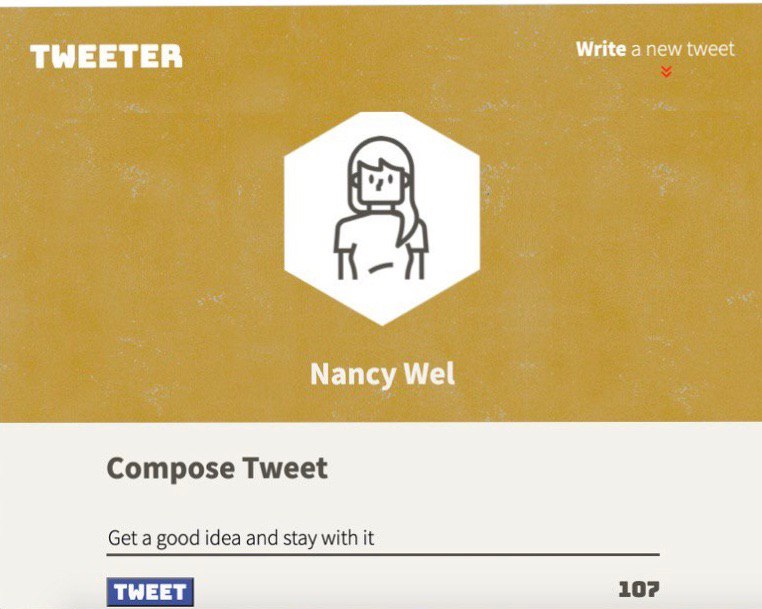 TWEETER
Write a new tweet
Nancy Wel
Compose Tweet
Get a good idea and stay with it
TWEET 107